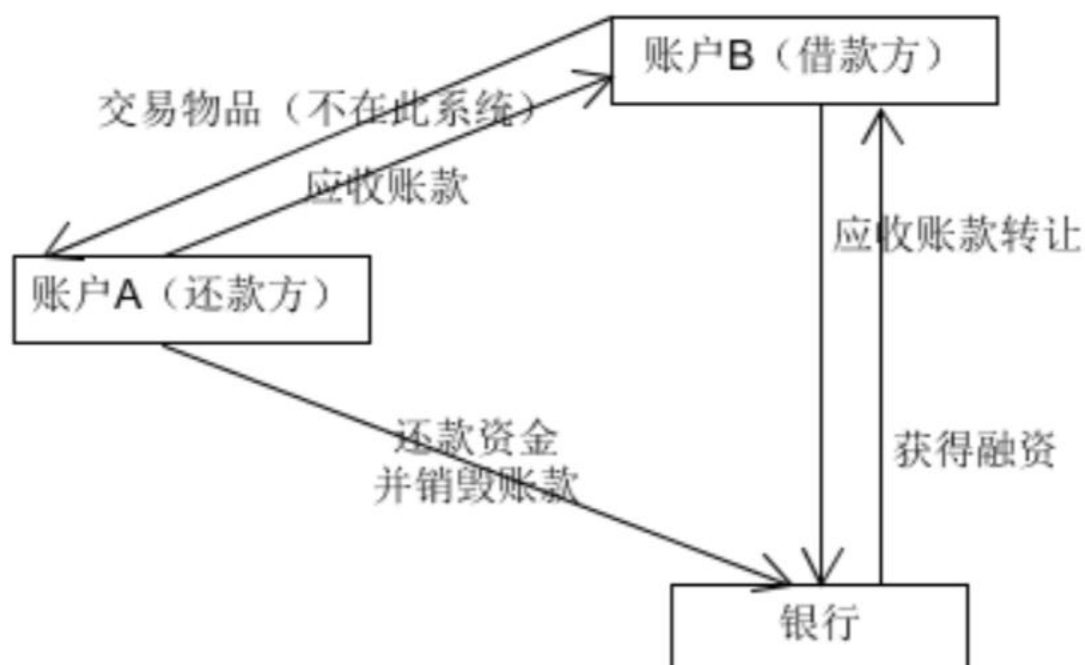 账户B（借款方）
交易物品（不在此系统）
应收账款
应收账款转让
账户A（还款方）
还款资金
并销毁账款
获得融资
银行